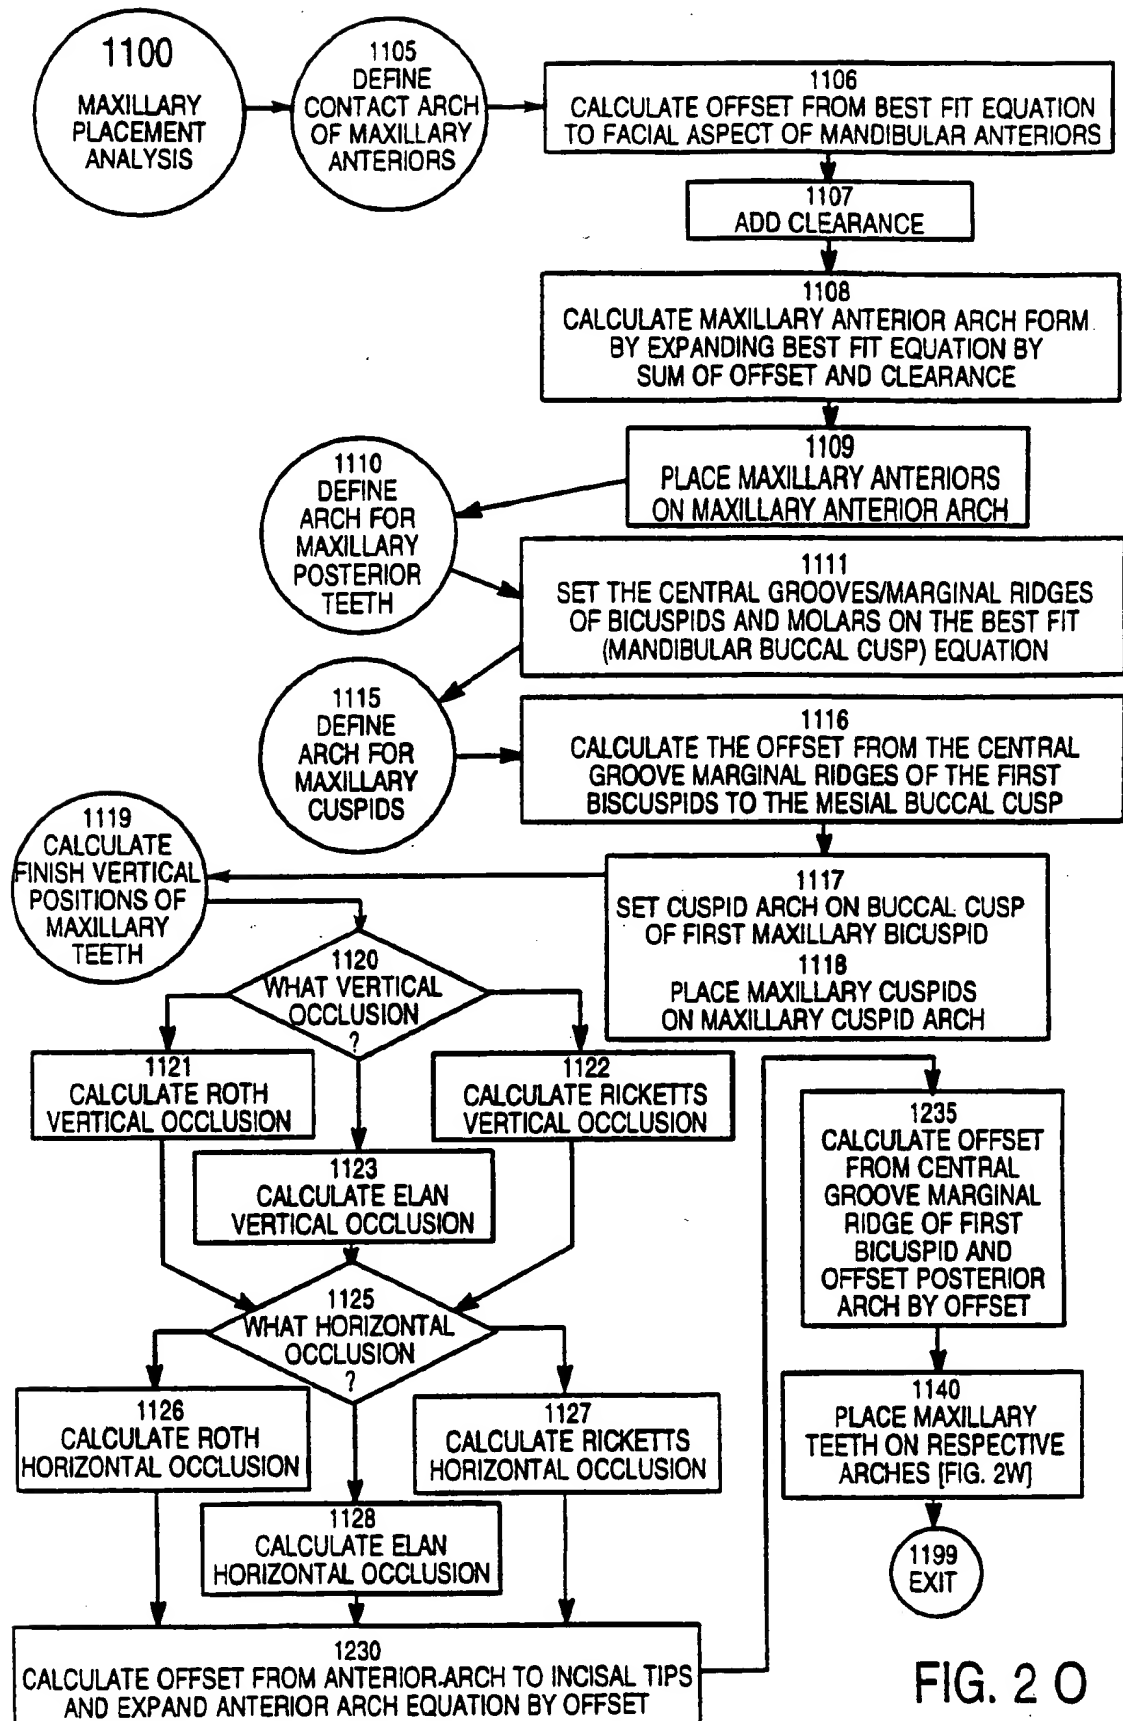 1100
MAXILLARY
PLACEMENT
ANALYSIS
1105
DEFINE
CONTACT ARCH
OF MAXILLARY
ANTERIORS
1106
CALCULATE OFFSET FROM BEST FIT EQUATION
TO FACIAL ASPECT OF MANDIBULAR ANTERIORS
1107
ADD CLEARANCE
1108
CALCULATE MAXILLARY ANTERIOR ARCH FORM
BY EXPANDING BEST FIT EQUATION BY
SUM OF OFFSET AND CLEARANCE
1109
PLACE MAXILLARY ANTERIORS
ON MAXILLARY ANTERIOR ARCH
1110
DEFINE
ARCH FOR
MAXILLARY
POSTERIOR
TEETH
1111
SET THE CENTRAL GROOVES/MARGINAL RIDGES
OF BICUSPIDS AND MOLARS ON THE BEST FIT
(MANDIBULAR BUCCAL CUSP) EQUATION
1115
DEFINE
ARCH FOR
MAXILLARY
CUSPIDS
1116
CALCULATE THE OFFSET FROM THE CENTRAL
GROOVE MARGINAL RIDGES OF THE FIRST
BISCUSPIDS TO THE MESIAL BUCCAL CUSP
1117
SET CUSPID ARCH ON BUCCAL CUSP
OF FIRST MAXILLARY BICUSPID
1118
PLACE MAXILLARY CUSPIDS
ON MAXILLARY CUSPID ARCH
1119
CALCULATE
FINISH VERTICAL
POSITIONS OF
MAXILLARY
TEETH
1120
WHAT VERTICAL
OCCLUSION
?
1121
CALCULATE ROTH
VERTICAL OCCLUSION
1122
CALCULATE RICKETTS
VERTICAL OCCLUSION
1123
CALCULATE ELAN
VERTICAL OCCLUSION
1125
WHAT HORIZONTAL
OCCLUSION
?
1126
CALCULATE ROTH
HORIZONTAL OCCLUSION
1127
CALCULATE RICKETTS
HORIZONTAL OCCLUSION
1128
CALCULATE ELAN
HORIZONTAL OCCLUSION
1230
CALCULATE OFFSET FROM ANTERIOR ARCH TO INCISAL TIPS
AND EXPAND ANTERIOR ARCH EQUATION BY OFFSET
1235
CALCULATE OFFSET
FROM CENTRAL
GROOVE MARGINAL
RIDGE OF FIRST
BICUSPID AND
OFFSET POSTERIOR
ARCH BY OFFSET
1140
PLACE MAXILLARY
TEETH ON RESPECTIVE
ARCHES [FIG. 2W]
1199
EXIT
FIG. 2 O